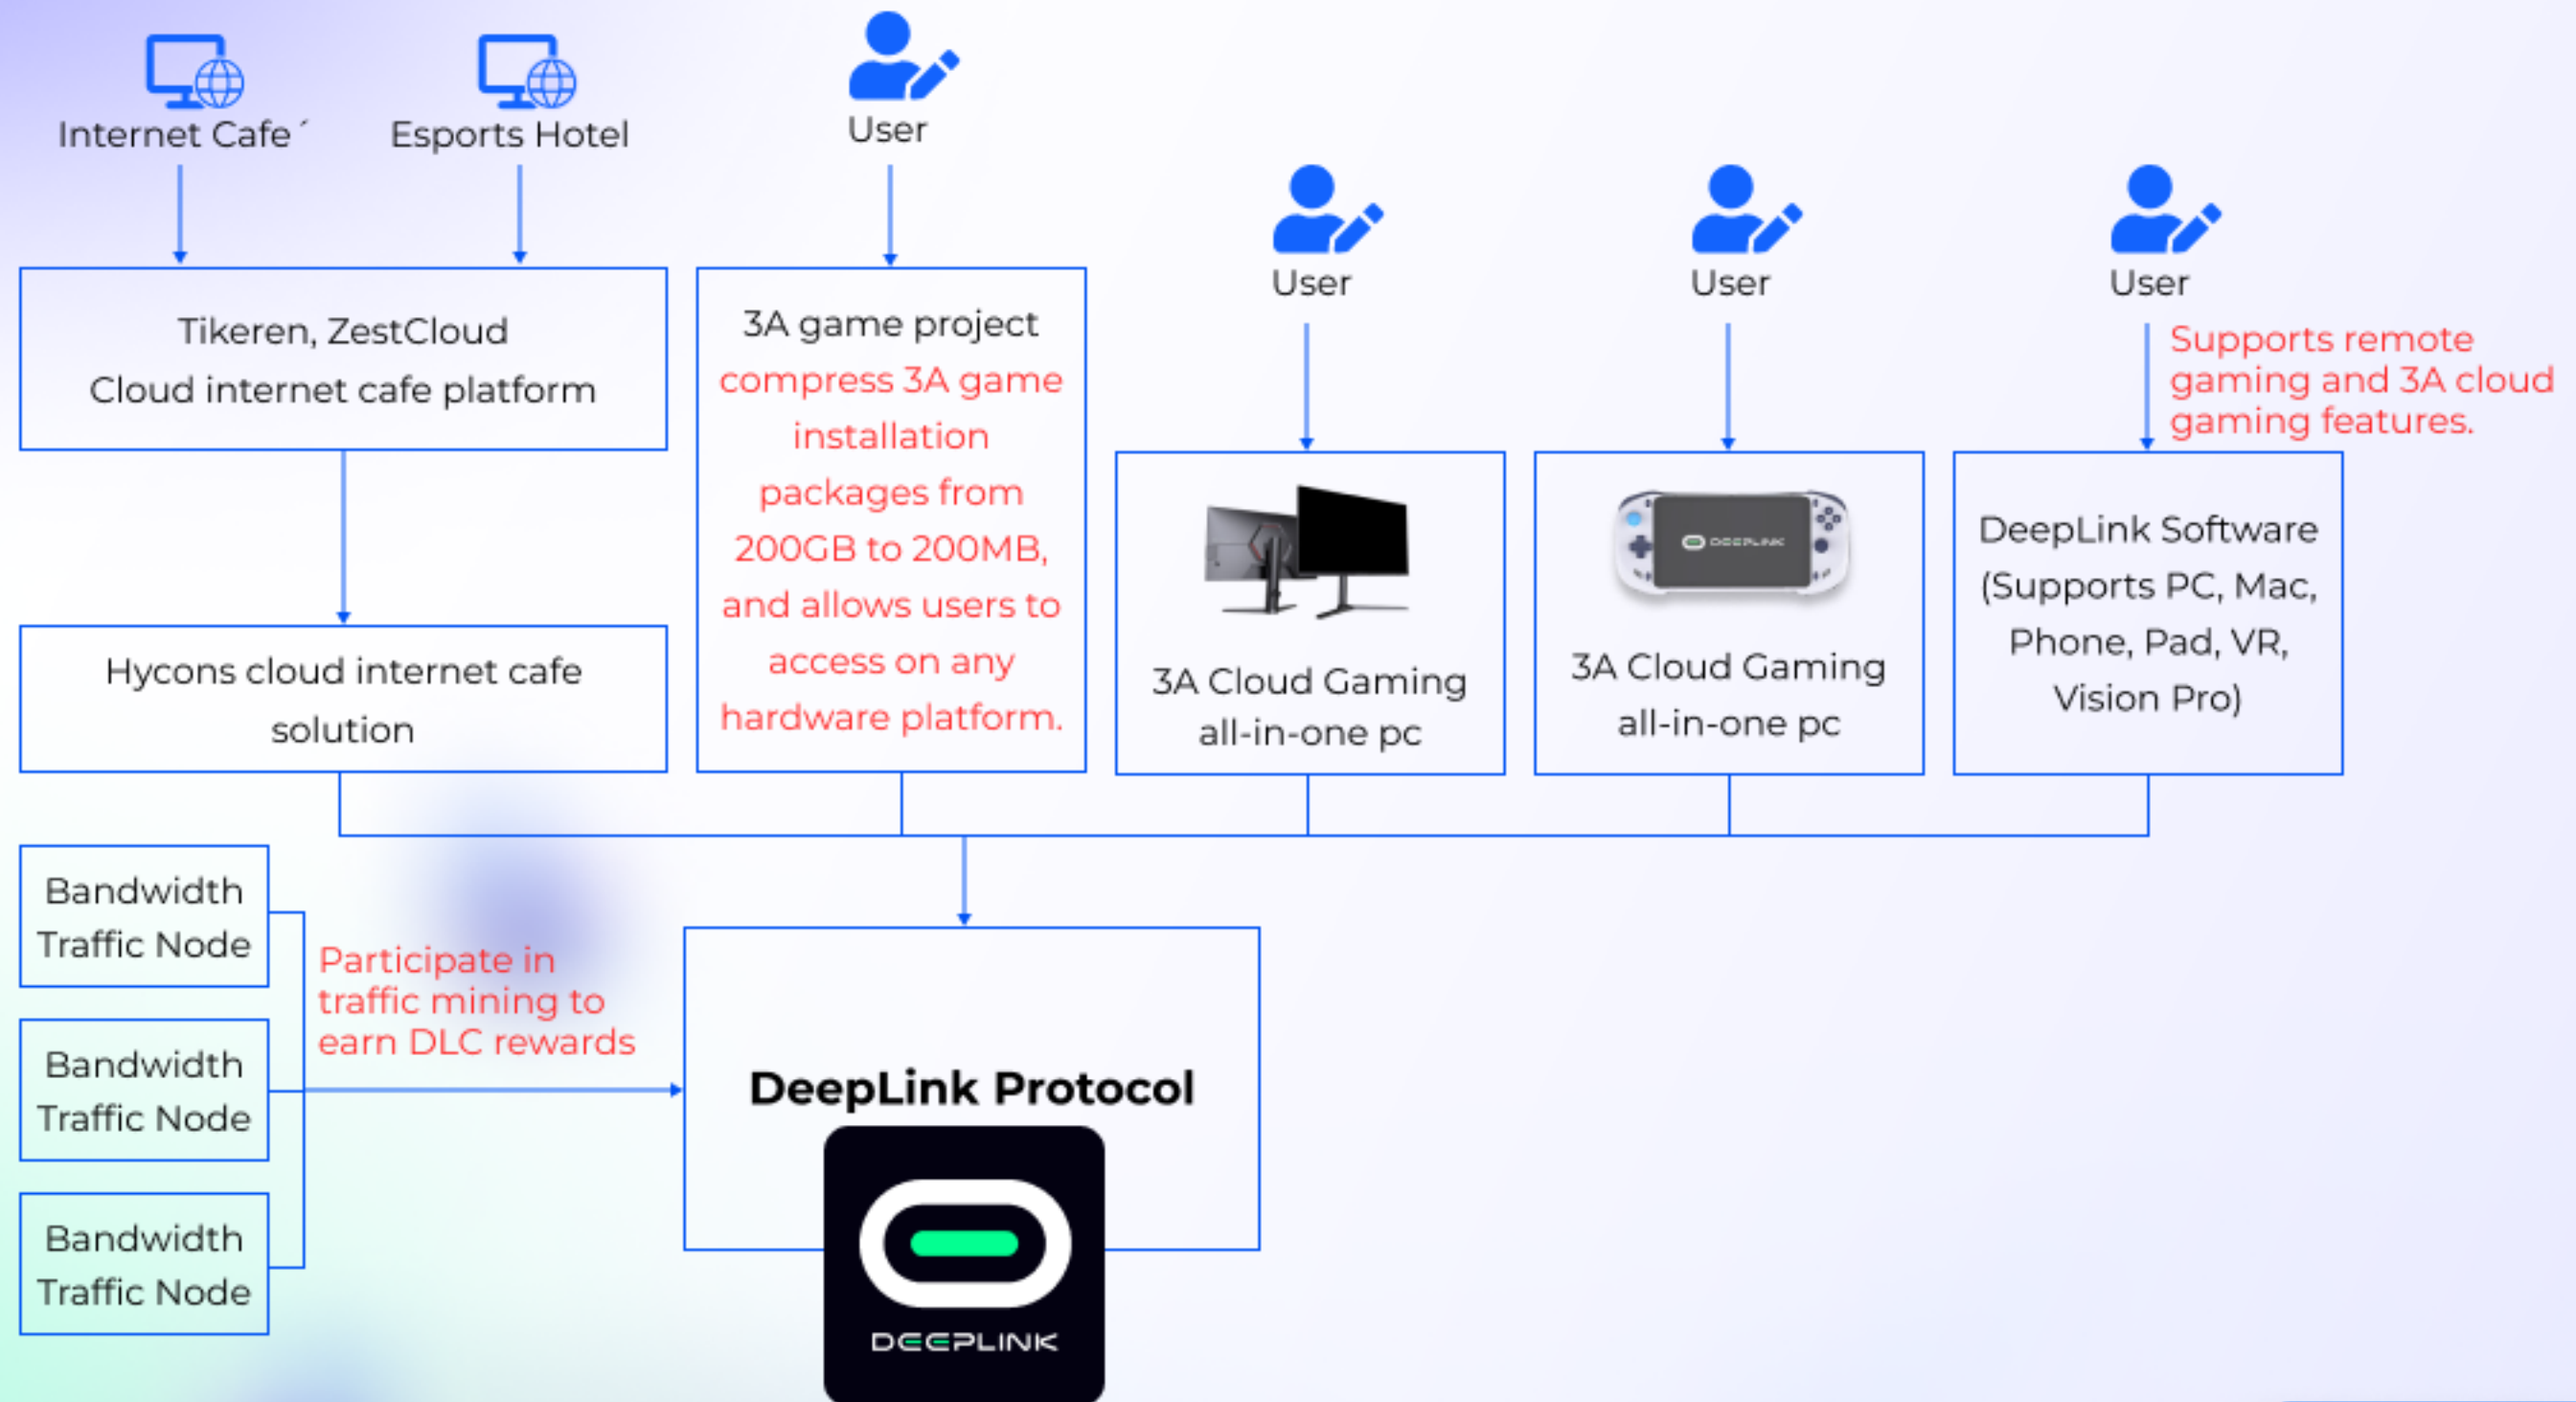 Internet Cafe´
Esports Hotel
User
User
User
User
Tikeren, ZestCloud
Cloud internet cafe platform
3A game project
compress 3A game
installation
packages from
200GB to 200MB,
and allows users to
access on any
hardware platform.
Supports remote
gaming and 3A cloud
gaming features.
Hycons cloud internet cafe
solution
3A Cloud Gaming
all-in-one pc
DEEPLINK
3A Cloud Gaming
all-in-one pc
DeepLink Software
(Supports PC, Mac,
Phone, Pad, VR,
Vision Pro)
Bandwidth
Traffic Node
Bandwidth
Traffic Node
Bandwidth
Traffic Node
Participate in
traffic mining to
earn DLC rewards
DeepLink Protocol
DEEPLINK